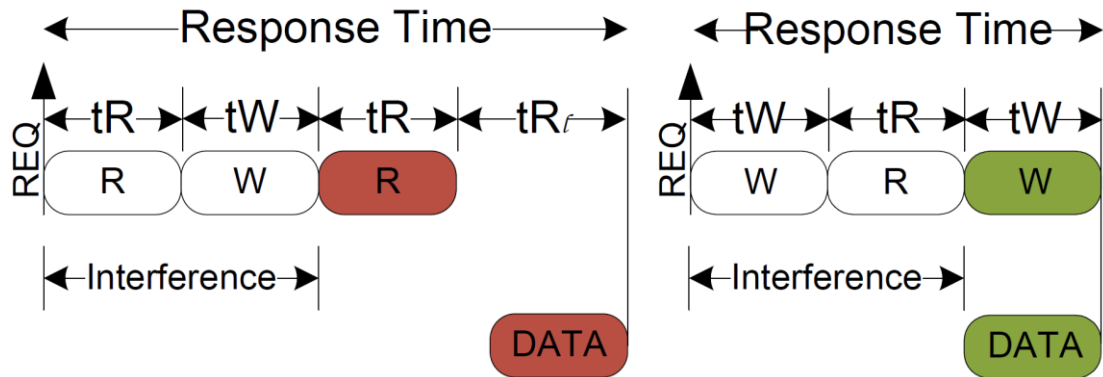 Response Time
tR tW tR tRl
REQ
R W R
Interference
DATA
Response Time
tW tR tW
REQ
W R W
Interference
DATA